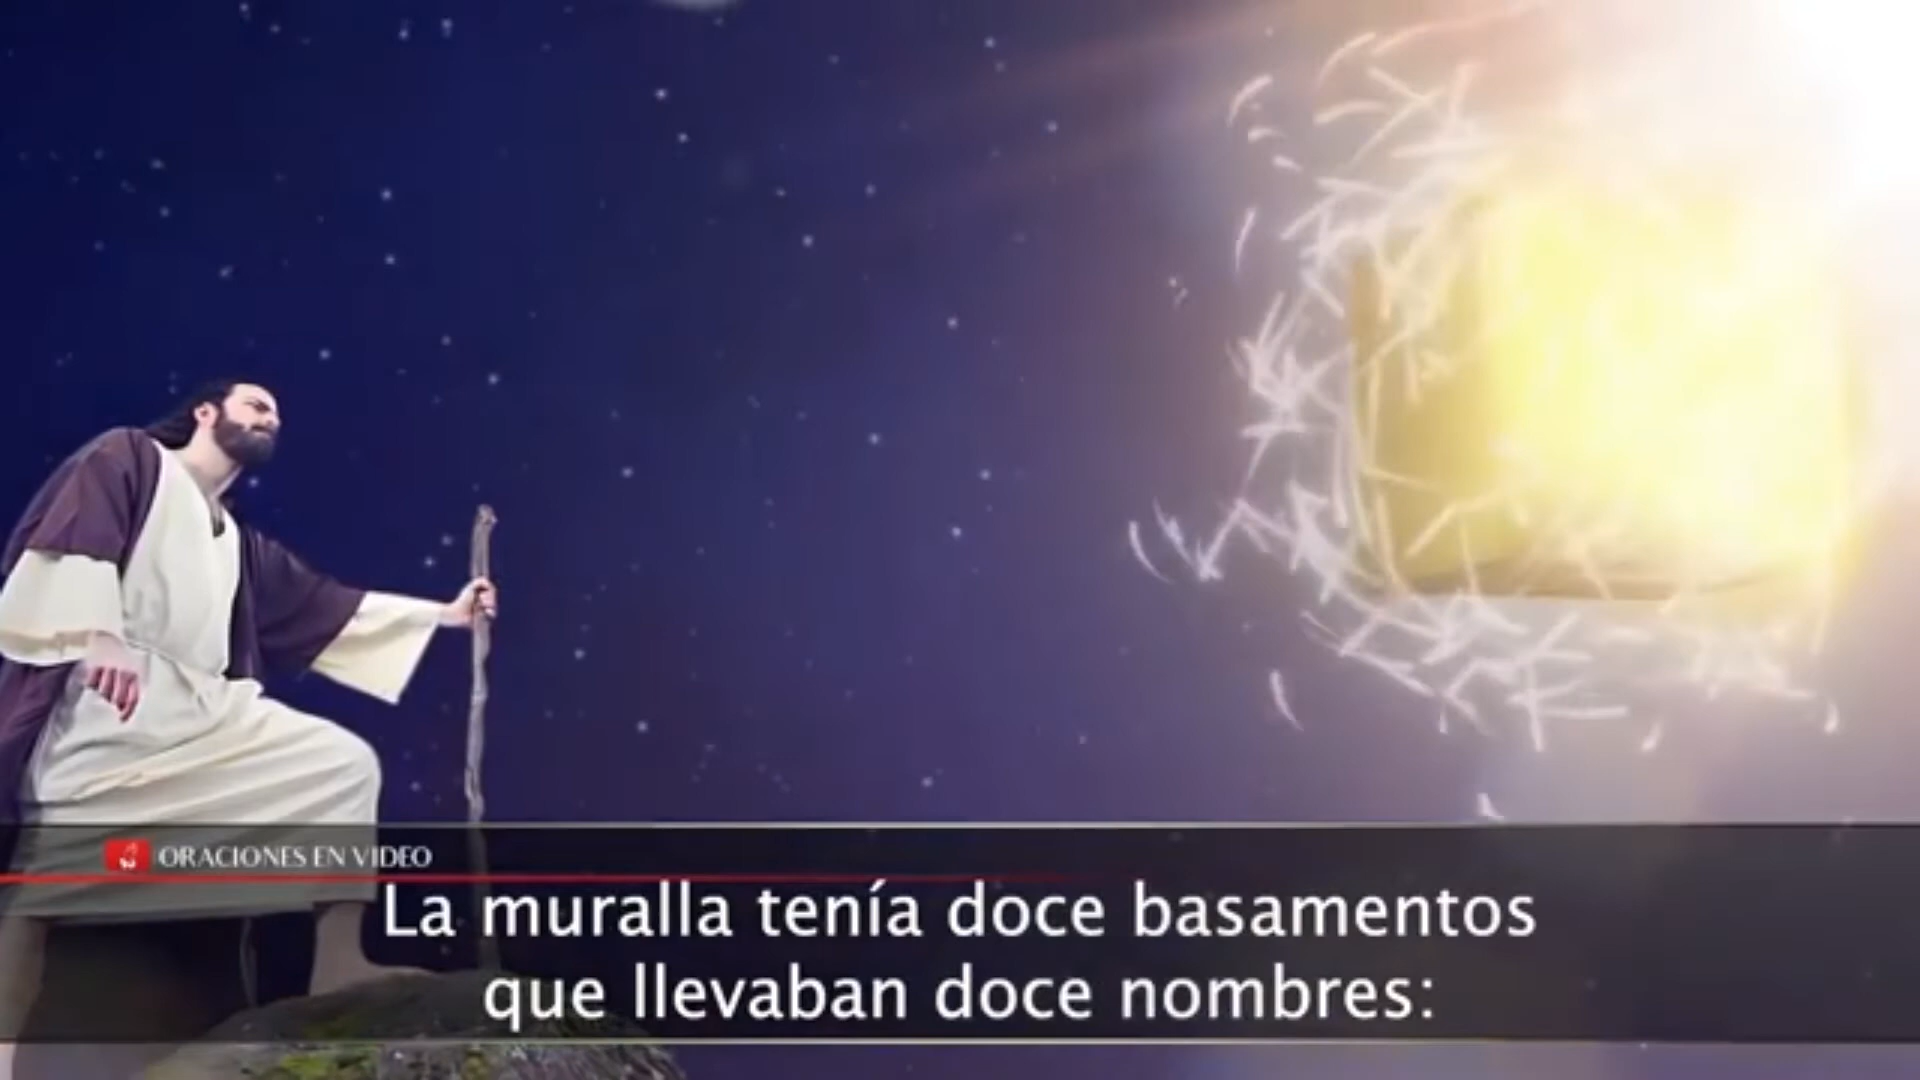 ORACIONES EN VIDEO
La muralla tenía doce basamentos
que llevaban doce nombres: